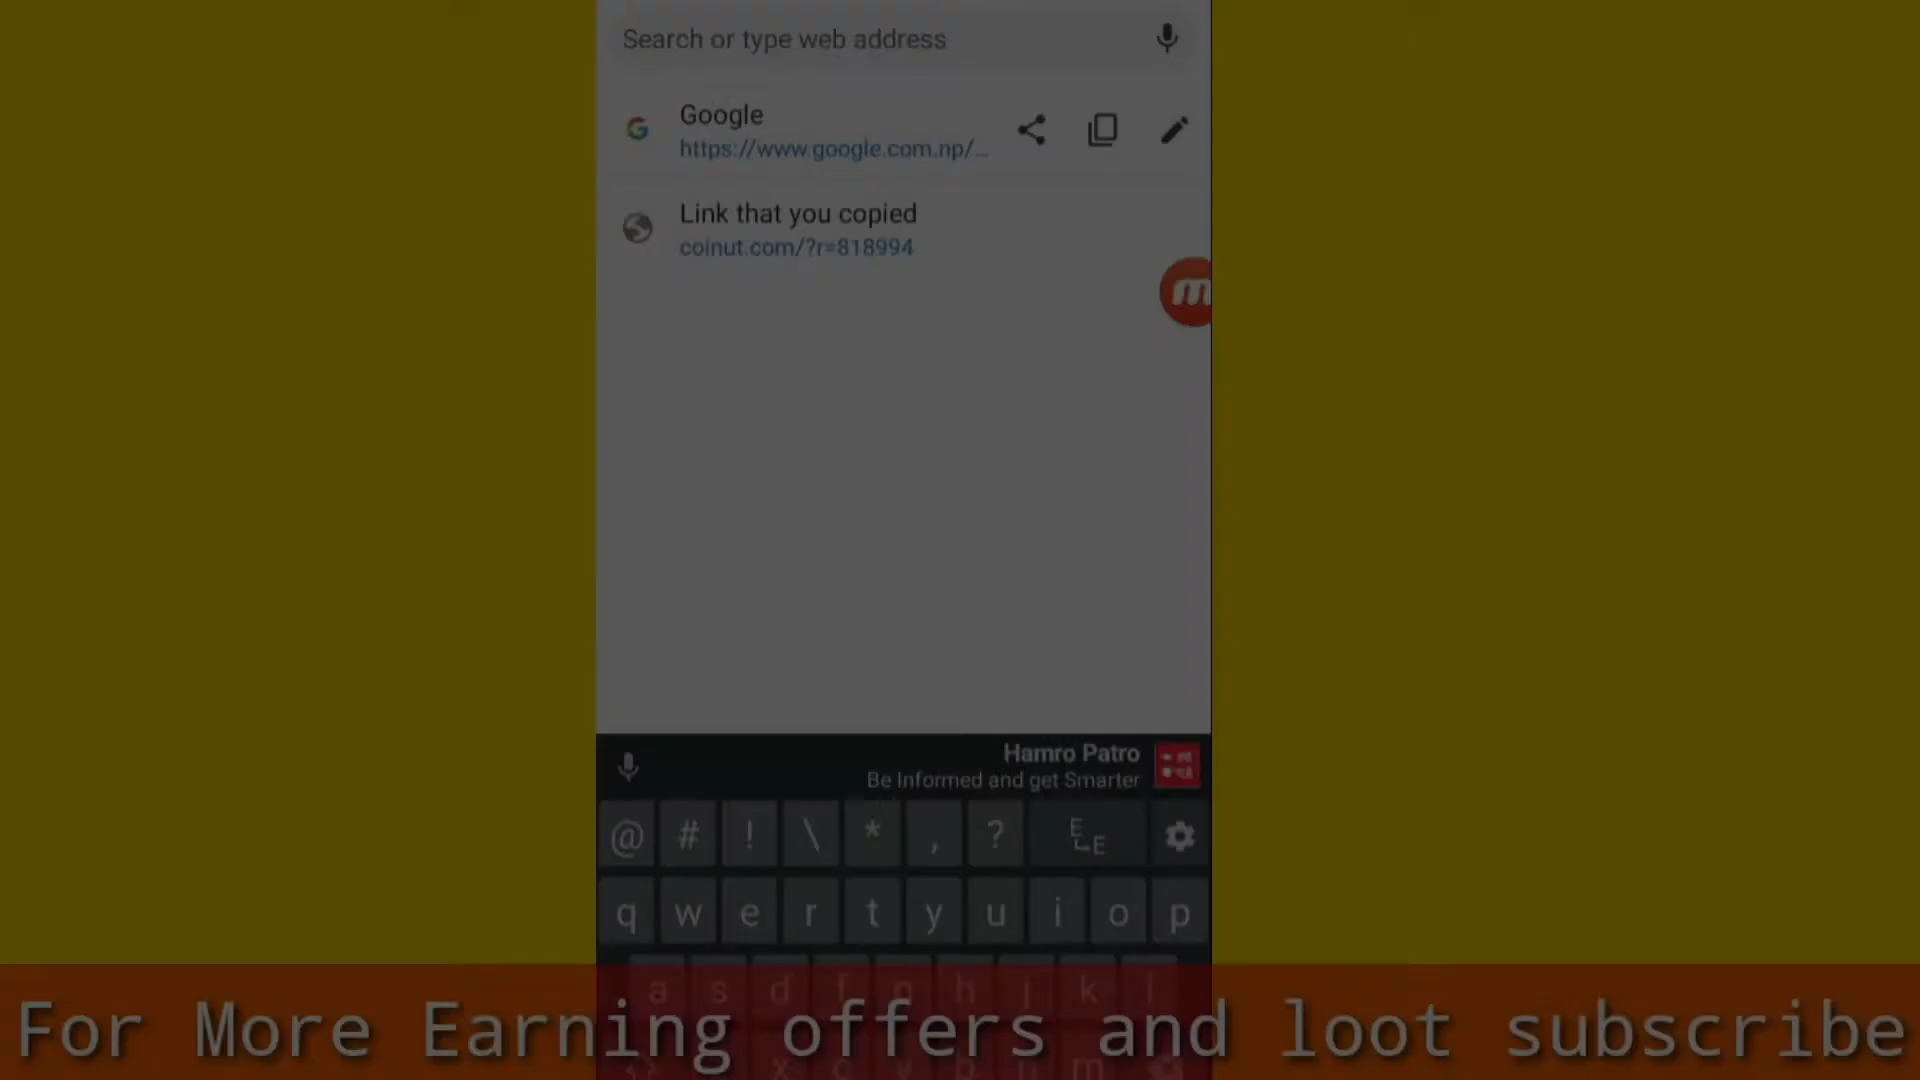 Search or type web address
Google
https://www.google.com.np/...
Link that you copied
coinut.com/?r=818994
m
Hamro Patro
Be Informed and get Smarter
@ # ! \ * , ?
q w e r t y u i o p
a s d f g h j k l
x c v b n m
For More Earning offers and loot subscribe